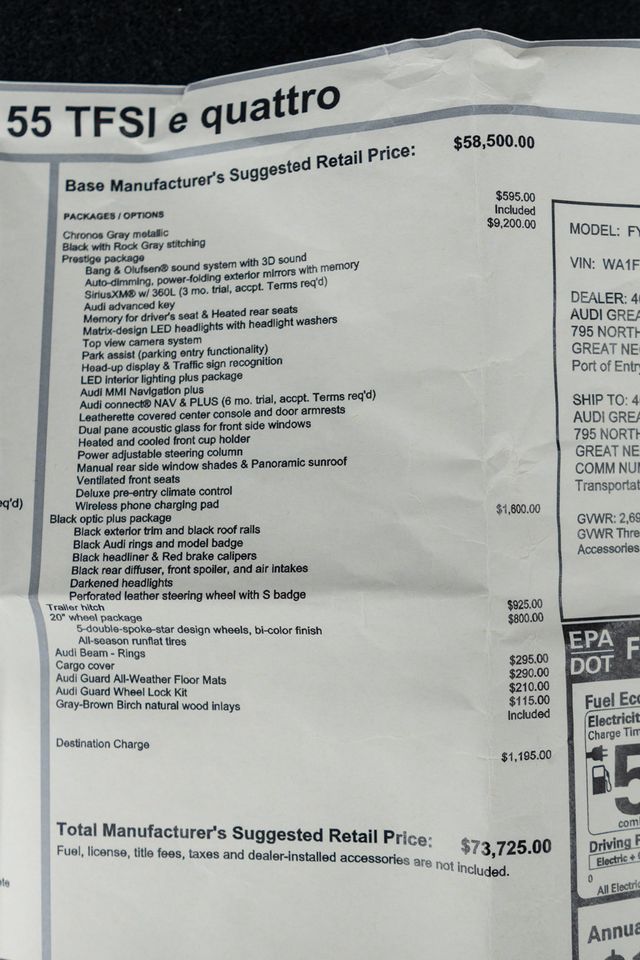 55 TFSI e quattro
Base Manufacturer's Suggested Retail Price: $58,500.00
PACKAGES / OPTIONS
Chronos Gray metallic $595.00
Black with Rock Gray stitching Included
Prestige package $9,200.00
Bang & Olufsen® sound system with 3D sound
Auto-dimming, power-folding exterior mirrors with memory
SiriusXM® w/ 360L (3 mo. trial, accpt. Terms req'd)
Audi advanced key
Memory for driver's seat & Heated rear seats
Matrix-design LED headlights with headlight washers
Top view camera system
Park assist (parking entry functionality)
Head-up display & Traffic sign recognition
LED interior lighting plus package
Audi MMI Navigation plus
Audi connect® NAV & PLUS (6 mo. trial, accpt. Terms req'd)
Leatherette covered center console and door armrests
Dual pane acoustic glass for front side windows
Heated and cooled front cup holder
Power adjustable steering column
Manual rear side window shades & Panoramic sunroof
Ventilated front seats
Deluxe pre-entry climate control
Wireless phone charging pad
Black optic plus package $1,600.00
Black exterior trim and black roof rails
Black Audi rings and model badge
Black headliner & Red brake calipers
Black rear diffuser, front spoiler, and air intakes
Darkened headlights
Perforated leather steering wheel with S badge
Trailer hitch $925.00
20" wheel package $800.00
5-double-spoke-star design wheels, bi-color finish
All-season runflat tires
Audi Beam - Rings $295.00
Cargo cover $290.00
Audi Guard All-Weather Floor Mats $210.00
Audi Guard Wheel Lock Kit $115.00
Gray-Brown Birch natural wood inlays Included
Destination Charge $1,195.00
Total Manufacturer's Suggested Retail Price: $73,725.00
Fuel, license, title fees, taxes and dealer-installed accessories are not included.
eq'd)
MODEL: FY
VIN: WA1F
DEALER: 4
AUDI GREA
795 NORTH
GREAT NE
Port of Entry
SHIP TO: 4
AUDI GREA
795 NORTH
GREAT NE
COMM NUM
Transportat
GVWR: 2,69
GVWR Thre
Accessories
EPA
DOT
F
Fuel Eco
Electricit
Charge Tim
5
com
Driving R
Electric +
0
All Electri
Annua